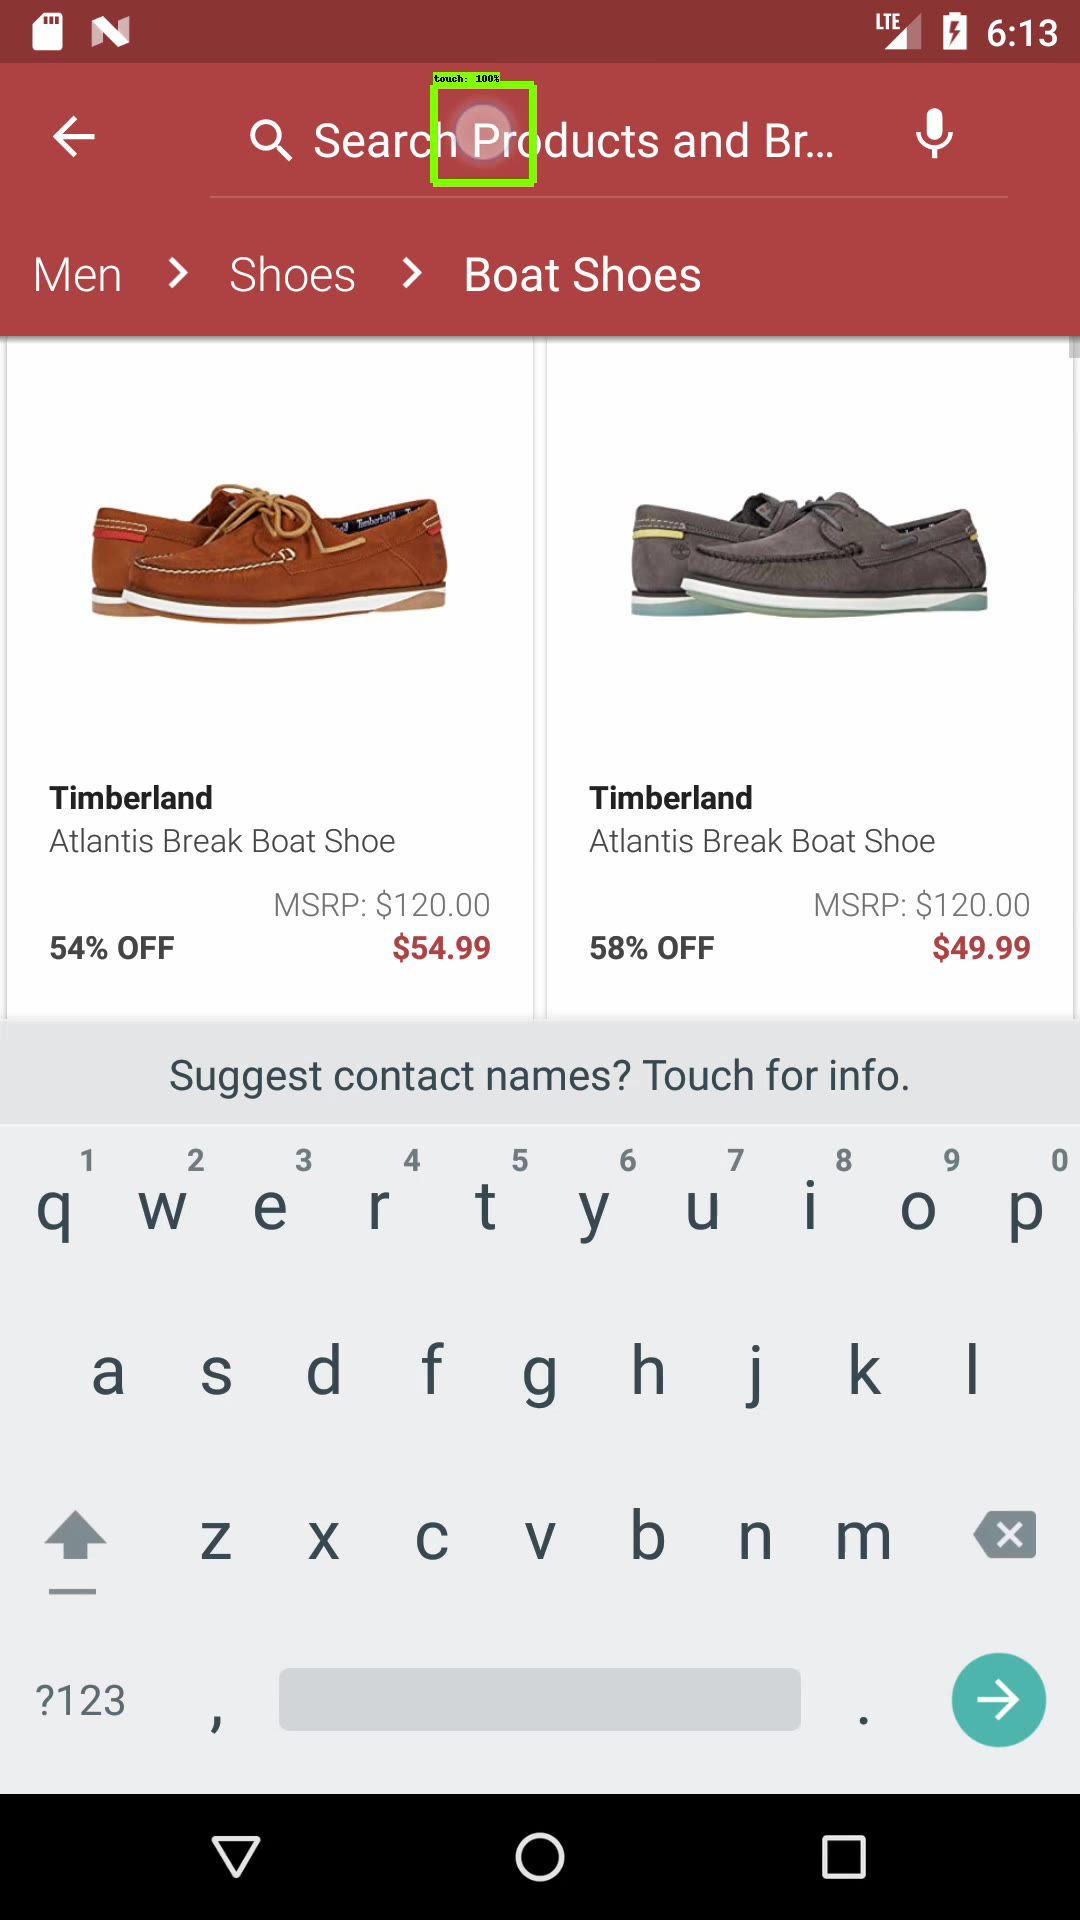 LTE 6:13
touch: 100%
Search Products and Br...
Men Shoes Boat Shoes
Timberland
Atlantis Break Boat Shoe
MSRP: $120.00
54% OFF $54.99
Timberland
Atlantis Break Boat Shoe
MSRP: $120.00
58% OFF $49.99
Suggest contact names? Touch for info.
1 2 3 4 5 6 7 8 9 0
q w e r t y u i o p
a s d f g h j k l
z x c v b n m
?123 , .